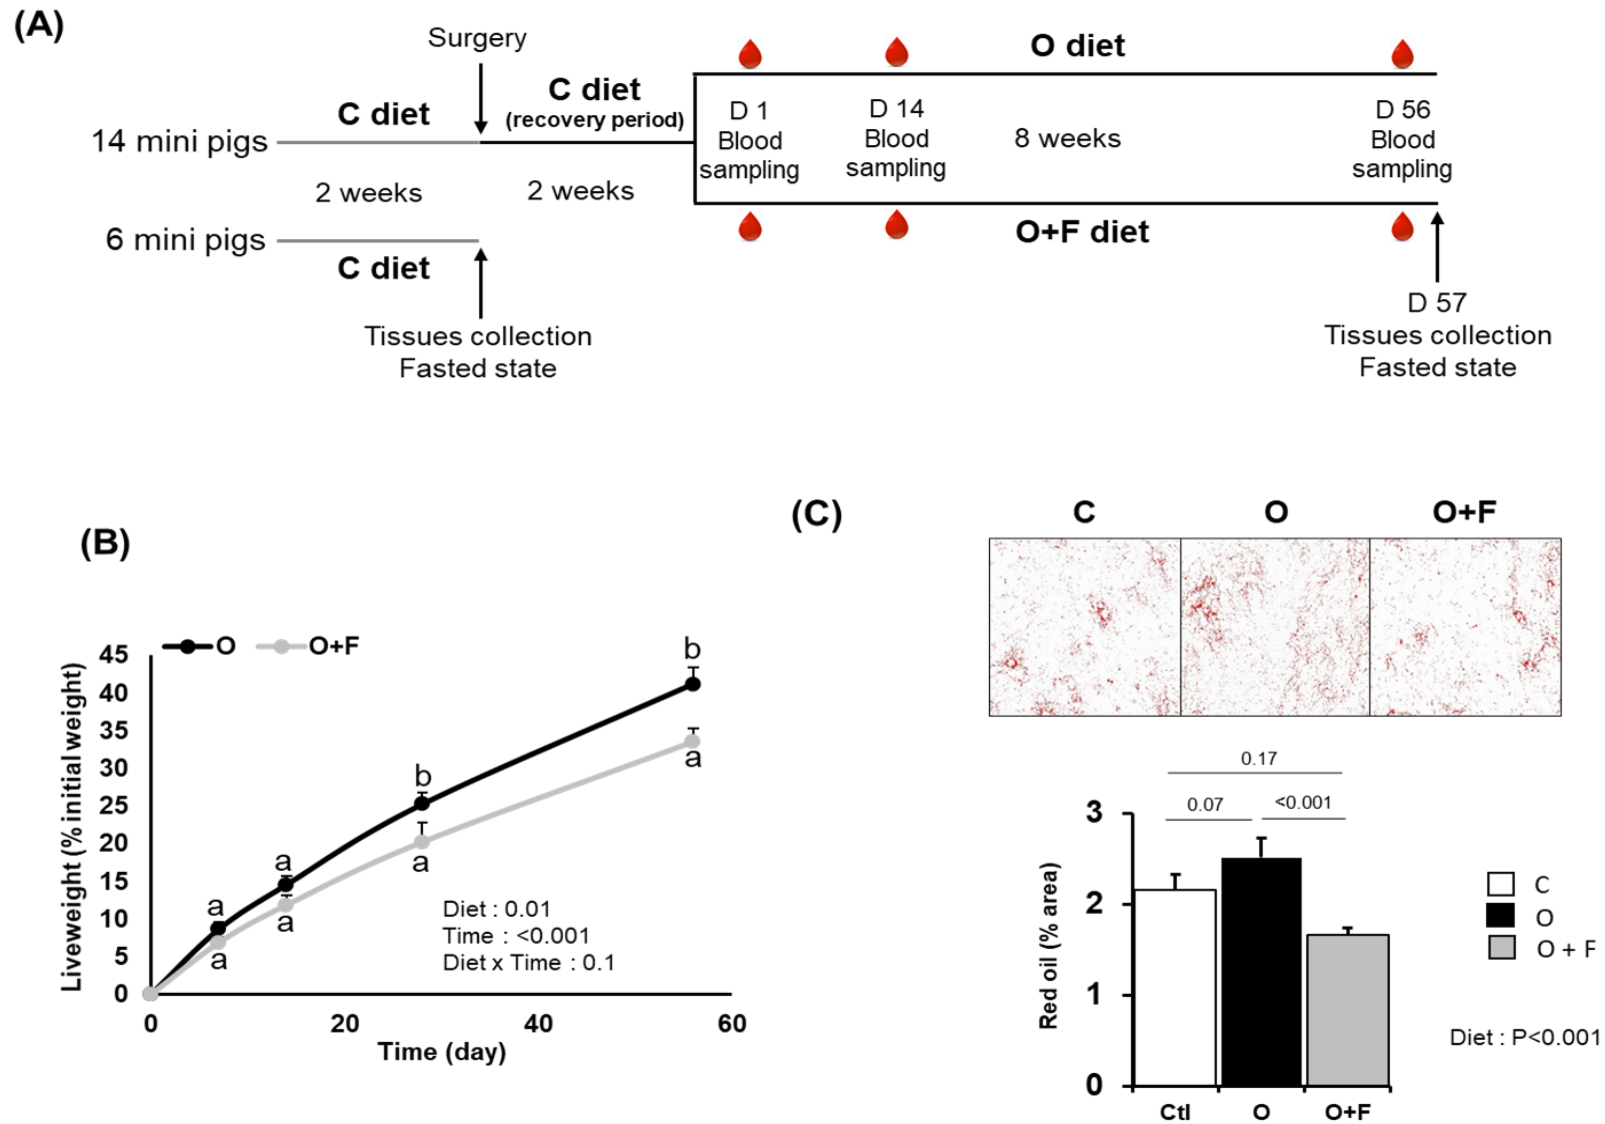 (A)
Surgery
O diet
C diet
C diet
(recovery period)
14 mini pigs
D 1
Blood
sampling
D 14
Blood
sampling
8 weeks
D 56
Blood
sampling
2 weeks
2 weeks
6 mini pigs
C diet
O+F diet
Tissues collection
Fasted state
D 57
Tissues collection
Fasted state
(B)
O
O+F
45
40
35
30
25
20
15
10
5
0
Liveweight (% initial weight)
a
a
a
a
b
a
b
a
Diet : 0.01
Time : <0.001
Diet x Time : 0.1
0
20
40
60
Time (day)
(C)
C
O
O+F
0.17
0.07
<0.001
3
2
1
0
Red oil (% area)
Ctl
O
O+F
C
O
O + F
Diet : P<0.001